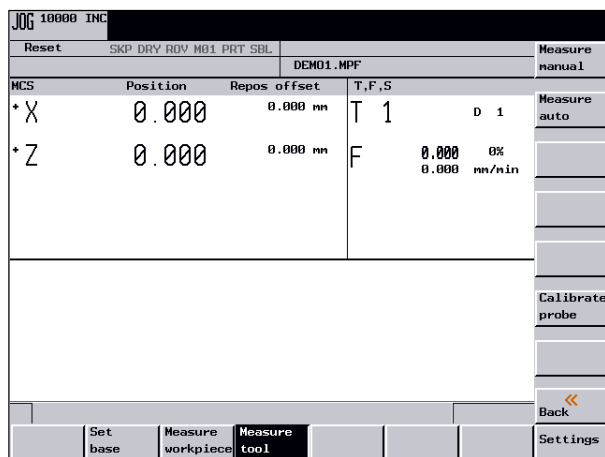 JOG 10000 INC
Reset SKP DRY ROV M01 PRT SBL
DEMO1.MPF
MCS Position Repos offset T,F,S
+X 0.000 0.000 mm T 1 D 1
+Z 0.000 0.000 mm F 0.000 0%
0.000 mm/min
Measure
manual
Measure
auto
Calibrate
probe
«
Back
Set
base
Measure
workpiece
Measure
tool
Settings